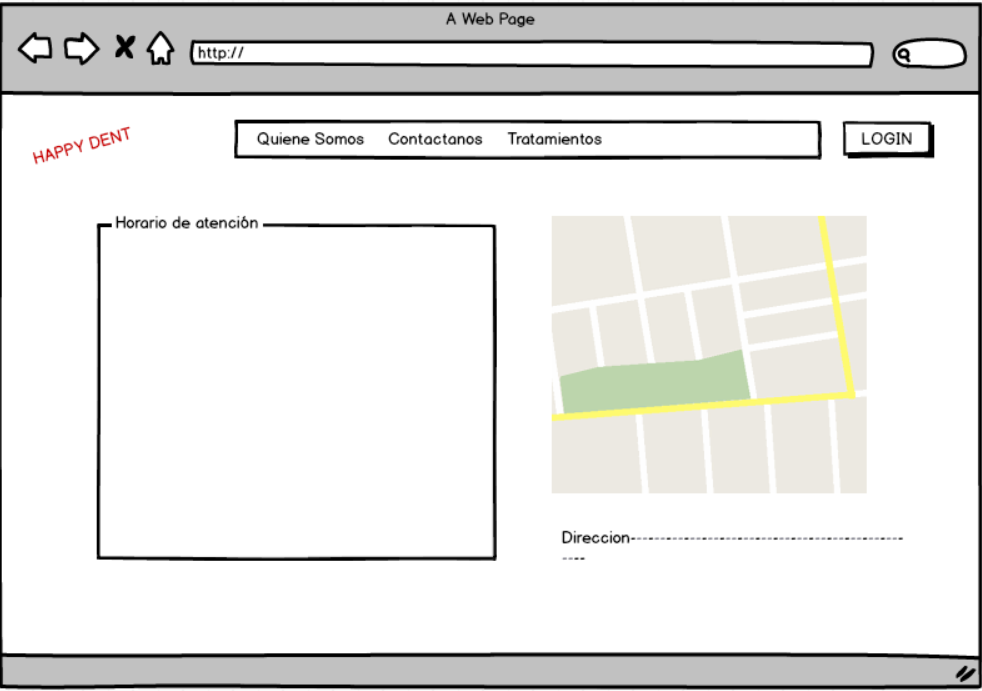 A Web Page
http://
HAPPY DENT
Quiene Somos Contactanos Tratamientos
LOGIN
Horario de atención
Direccion----------------------------------------------
----